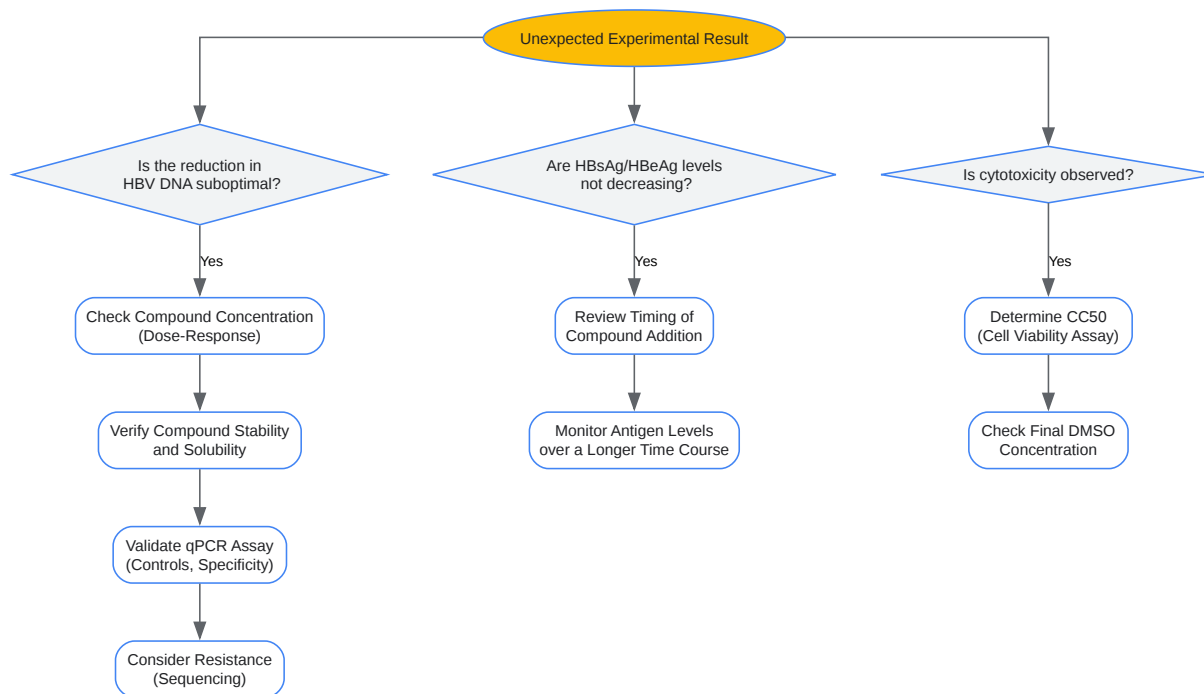 Unexpected Experimental Result
Is the reduction in
HBV DNA suboptimal?
Are HBsAg/HBeAg levels
not decreasing?
Is cytotoxicity observed?
Yes
Yes
Yes
Check Compound Concentration
(Dose-Response)
Review Timing of
Compound Addition
Determine CC50
(Cell Viability Assay)
Verify Compound Stability
and Solubility
Monitor Antigen Levels
over a Longer Time Course
Check Final DMSO
Concentration
Validate qPCR Assay
(Controls, Specificity)
Consider Resistance
(Sequencing)